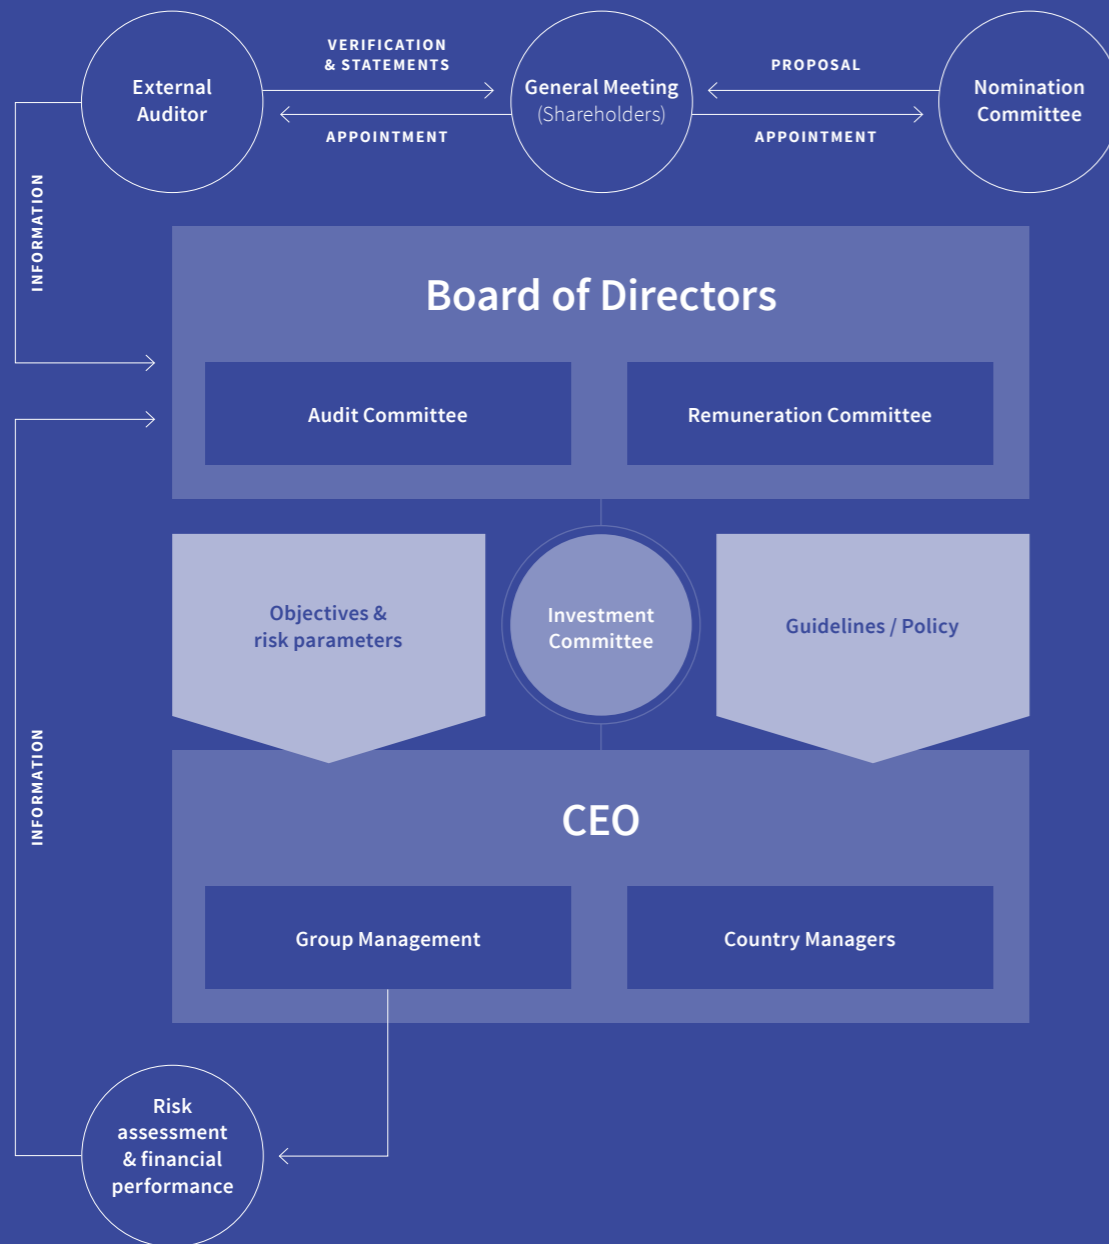 External
Auditor
VERIFICATION
& STATEMENTS
APPOINTMENT
General Meeting
(Shareholders)
PROPOSAL
APPOINTMENT
Nomination
Committee
INFORMATION
Board of Directors
Audit Committee
Remuneration Committee
Objectives &
risk parameters
Investment
Committee
Guidelines / Policy
INFORMATION
CEO
Group Management
Country Managers
Risk
assessment
& financial
performance